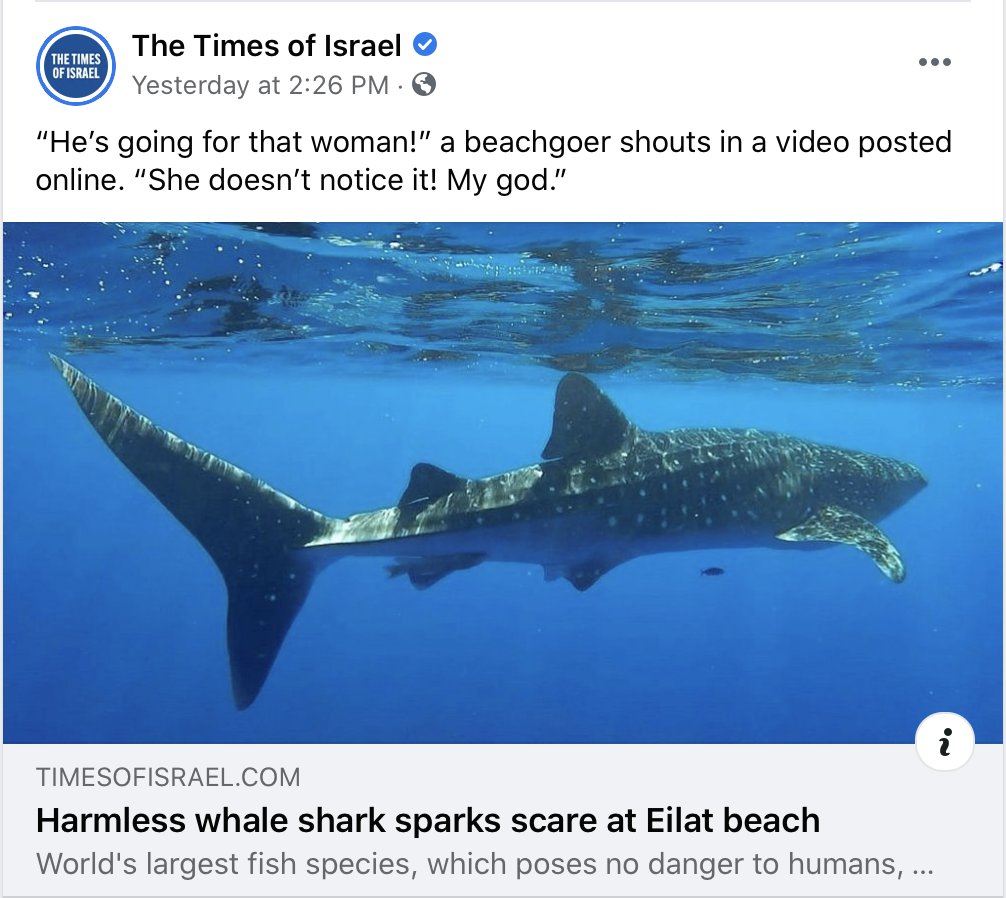 THE TIMES
OF ISRAEL
The Times of Israel
Yesterday at 2:26 PM ·
“He’s going for that woman!” a beachgoer shouts in a video posted
online. “She doesn’t notice it! My god.”
i
TIMESOFISRAEL.COM
Harmless whale shark sparks scare at Eilat beach
World's largest fish species, which poses no danger to humans, ...